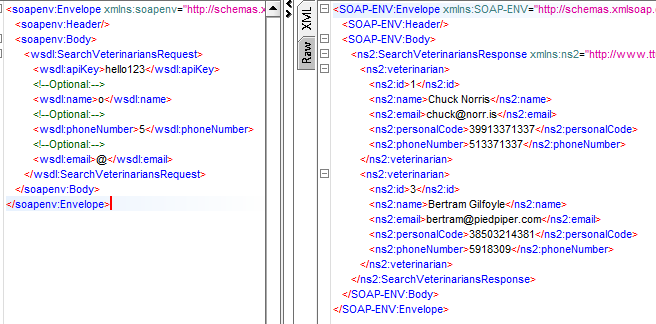 <soapenv:Envelope xmlns:soapenv="http://schemas.x
<soapenv:Header/>
<soapenv:Body>
<wsdl:SearchVeterinariansRequest>
<wsdl:apiKey>hello123</wsdl:apiKey>
<!--Optional:-->
<wsdl:name>o</wsdl:name>
<!--Optional:-->
<wsdl:phoneNumber>5</wsdl:phoneNumber>
<!--Optional:-->
<wsdl:email>@</wsdl:email>
</wsdl:SearchVeterinariansRequest>
</soapenv:Body>
</soapenv:Envelope>
XML
Raw
<SOAP-ENV:Envelope xmlns:SOAP-ENV="http://schemas.xmlsoap.
<SOAP-ENV:Header/>
<SOAP-ENV:Body>
<ns2:SearchVeterinariansResponse xmlns:ns2="http://www.tt
<ns2:veterinarian>
<ns2:id>1</ns2:id>
<ns2:name>Chuck Norris</ns2:name>
<ns2:email>chuck@norr.is</ns2:email>
<ns2:personalCode>39913371337</ns2:personalCode>
<ns2:phoneNumber>513371337</ns2:phoneNumber>
</ns2:veterinarian>
<ns2:veterinarian>
<ns2:id>3</ns2:id>
<ns2:name>Bertram Gilfoyle</ns2:name>
<ns2:email>bertram@piedpiper.com</ns2:email>
<ns2:personalCode>38503214381</ns2:personalCode>
<ns2:phoneNumber>5918309</ns2:phoneNumber>
</ns2:veterinarian>
</ns2:SearchVeterinariansResponse>
</SOAP-ENV:Body>
</SOAP-ENV:Envelope>